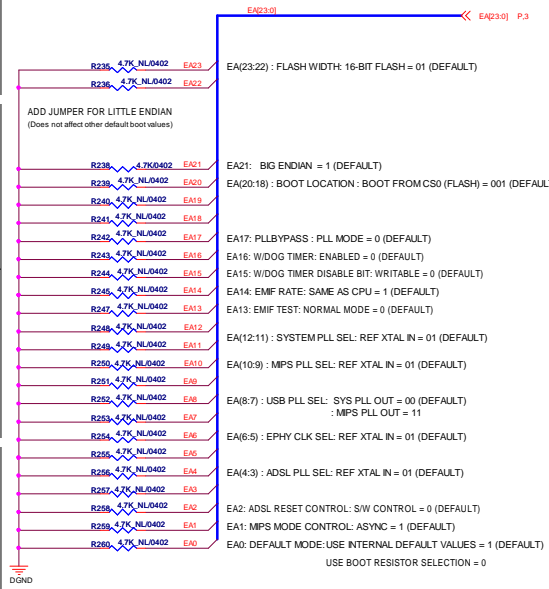 EA[23:0]
EA[23:0] P.3
R235 4.7K_NL/0402 EA23 EA(23:22) : FLASH WIDTH: 16-BIT FLASH = 01 (DEFAULT)
R236 4.7K_NL/0402 EA22
ADD JUMPER FOR LITTLE ENDIAN
(Does not affect other default boot values)
R238 4.7K/0402 EA21 EA21: BIG ENDIAN = 1 (DEFAULT)
R239 4.7K_NL/0402 EA20 EA(20:18) : BOOT LOCATION : BOOT FROM CS0 (FLASH) = 001 (DEFAUL
R240 4.7K_NL/0402 EA19
R241 4.7K_NL/0402 EA18
R242 4.7K_NL/0402 EA17 EA17: PLLBYPASS : PLL MODE = 0 (DEFAULT)
R243 4.7K_NL/0402 EA16 EA16: W/DOG TIMER: ENABLED = 0 (DEFAULT)
R244 4.7K_NL/0402 EA15 EA15: W/DOG TIMER DISABLE BIT: WRITABLE = 0 (DEFAULT)
R245 4.7K_NL/0402 EA14 EA14: EMIF RATE: SAME AS CPU = 1 (DEFAULT)
R247 4.7K_NL/0402 EA13 EA13: EMIF TEST: NORMAL MODE = 0 (DEFAULT)
R248 4.7K_NL/0402 EA12
EA(12:11) : SYSTEM PLL SEL: REF XTAL IN = 01 (DEFAULT)
R249 4.7K_NL/0402 EA11
R250 4.7K_NL/0402 EA10 EA(10:9) : MIPS PLL SEL: REF XTAL IN = 01 (DEFAULT)
R251 4.7K_NL/0402 EA9
R252 4.7K_NL/0402 EA8 EA(8:7) : USB PLL SEL: SYS PLL OUT = 00 (DEFAULT)
: MIPS PLL OUT = 11
R253 4.7K_NL/0402 EA7
R254 4.7K_NL/0402 EA6 EA(6:5) : EPHY CLK SEL: REF XTAL IN = 01 (DEFAULT)
R255 4.7K_NL/0402 EA5
R256 4.7K_NL/0402 EA4 EA(4:3) : ADSL PLL SEL: REF XTAL IN = 01 (DEFAULT)
R257 4.7K_NL/0402 EA3
R258 4.7K_NL/0402 EA2 EA2: ADSL RESET CONTROL: S/W CONTROL = 0 (DEFAULT)
R259 4.7K_NL/0402 EA1 EA1: MIPS MODE CONTROL: ASYNC = 1 (DEFAULT)
R260 4.7K_NL/0402 EA0 EA0: DEFAULT MODE: USE INTERNAL DEFAULT VALUES = 1 (DEFAULT)
USE BOOT RESISTOR SELECTION = 0
DGND